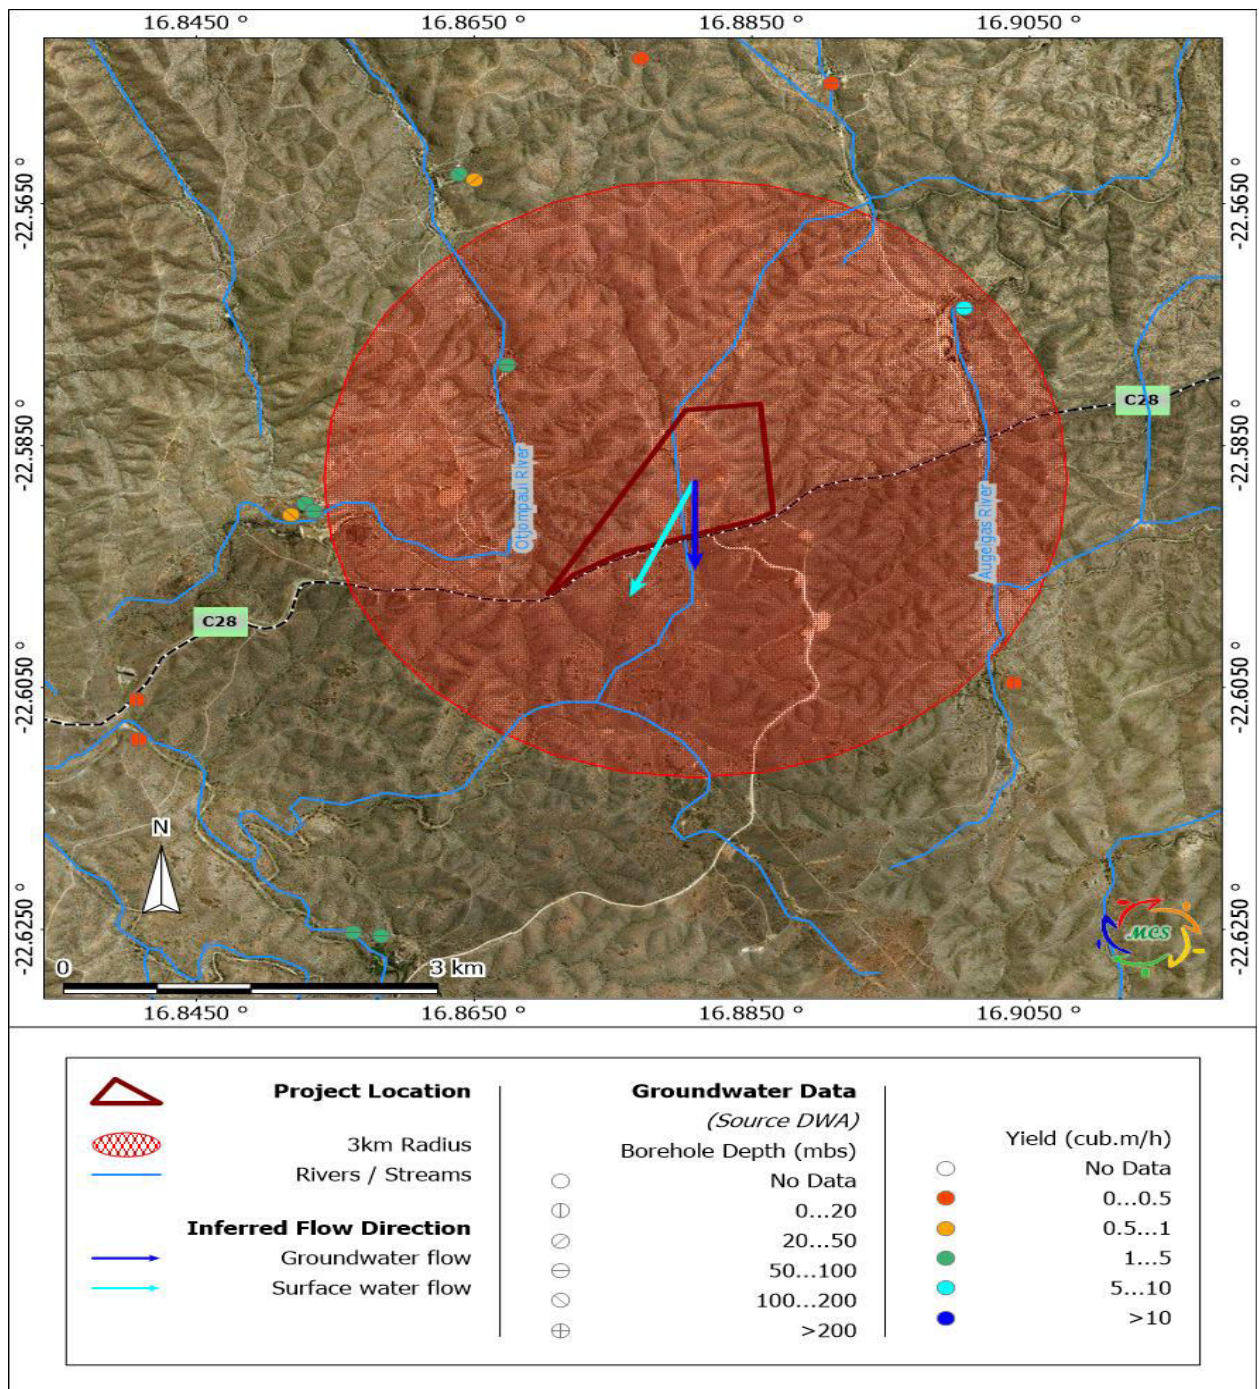 16.8450 °
16.8650 °
16.8850 °
16.9050 °
-22.5650 °
-22.5650 °
C28
-22.5850 °
-22.5850 °
Otjompaui River
Augeigas River
C28
-22.6050 °
-22.6050 °
N
-22.6250 °
-22.6250 °
MCS
0
3 km
16.8450 °
16.8650 °
16.8850 °
16.9050 °
Project Location
3km Radius
Rivers / Streams
Inferred Flow Direction
Groundwater flow
Surface water flow
Groundwater Data
(Source DWA)
Borehole Depth (mbs)
No Data
0...20
20...50
50...100
100...200
>200
Yield (cub.m/h)
No Data
0...0.5
0.5...1
1...5
5...10
>10